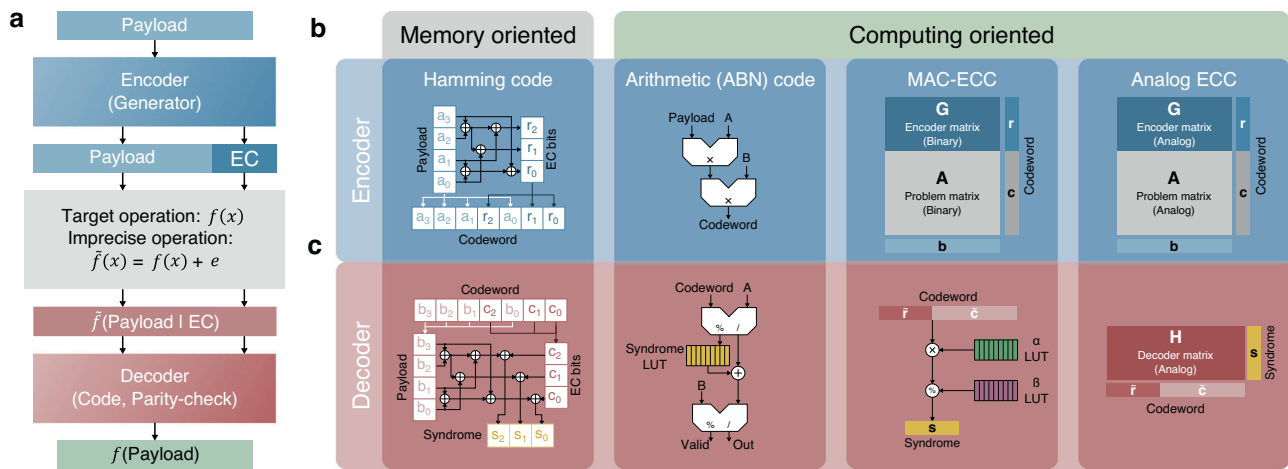 a
Payload
Encoder
(Generator)
Payload
EC
Target operation: f(x)
Imprecise operation:
f̃(x) = f(x) + e
f̃(Payload | EC)
Decoder
(Code, Parity-check)
f(Payload)
b
Memory oriented
Computing oriented
Encoder
Hamming code
Payload
a3
a2
a1
a0
r2
r1
r0
EC bits
a3 a2 a1 r2 a0 r1 r0
Codeword
Arithmetic (ABN) code
Payload A
×
B
×
Codeword
MAC-ECC
G
Encoder matrix
(Binary)
A
Problem matrix
(Binary)
r
c
Codeword
b
Analog ECC
G
Encoder matrix
(Analog)
A
Problem matrix
(Analog)
r
c
Codeword
b
c
Decoder
Codeword
b3 b2 b1 c2 b0 c1 c0
Payload
b3
b2
b1
b0
c2
c1
c0
EC bits
Syndrome
s2 s1 s0
Codeword A
% /
Syndrome
LUT
+
B
% /
Valid Out
Codeword
r̃ c̃
×
α
LUT
%
ß
LUT
s
Syndrome
H
Decoder matrix
(Analog)
s
Syndrome
r̃ c̃
Codeword